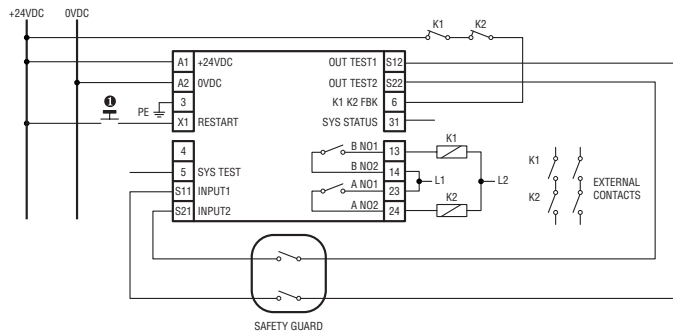 +24VDC 0VDC
K1 K2
A1 +24VDC OUT TEST1 S12
A2 0VDC OUT TEST2 S22
1 PE 3 K1 K2 FBK 6
X1 RESTART SYS STATUS 31
4 B NO1 13 K1
5 SYS TEST B NO2 14 L1 L2 K1
S11 INPUT1 A NO1 23 K2 EXTERNAL
S21 INPUT2 A NO2 24 K2 CONTACTS
SAFETY GUARD